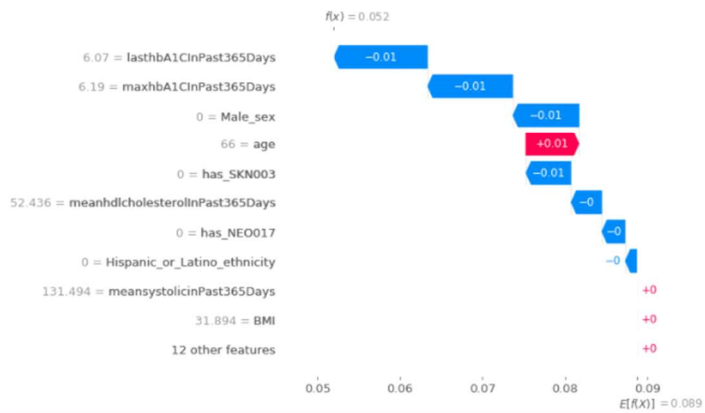 f(x) = 0.052
6.07 = lasthbA1CInPast365Days −0.01
6.19 = maxhbA1CInPast365Days −0.01
0 = Male_sex −0.01
66 = age +0.01
0 = has_SKN003 −0.01
52.436 = meanhdlcholesterolInPast365Days −0
0 = has_NEO017 −0
0 = Hispanic_or_Latino_ethnicity −0
131.494 = meansystolicinPast365Days +0
31.894 = BMI +0
12 other features +0
0.05 0.06 0.07 0.08 0.09
E[f(X)] = 0.089